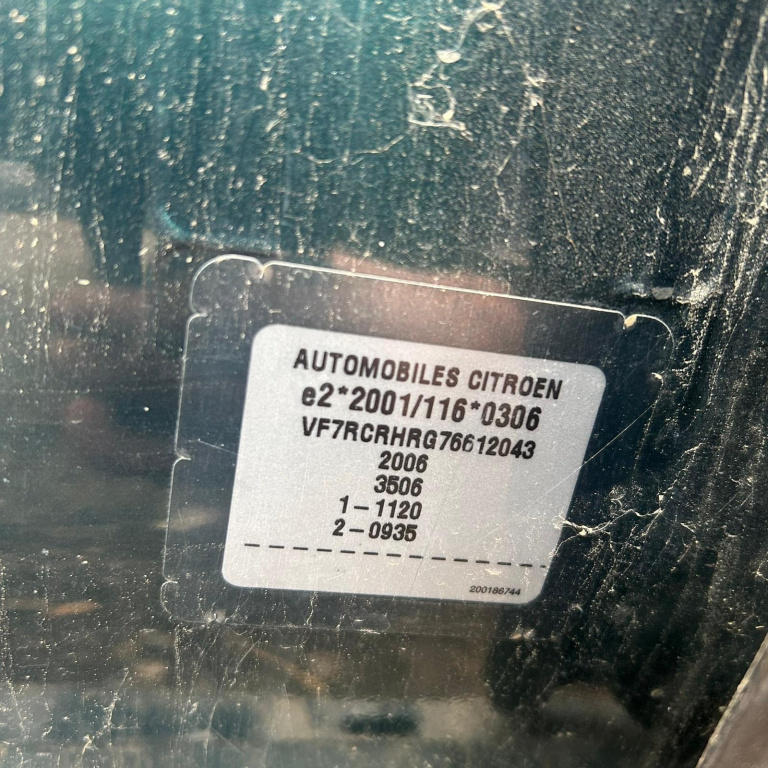 AUTOMOBILES CITROEN
e2*2001/116*0306
VF7RCRHRG76612043
2006
3506
1-1120
2-0935
200186744